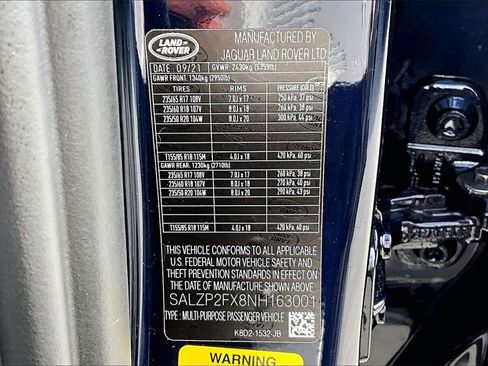 LAND
ROVER
MFD BY
JAGUAR LAND ROVER LTD
DATE: 09/21 GVWR: 2430kg (5359lb)
GAWR FRONT: 1340kg (2950lb)
TIRES RIMS PRESSURE (COLD)
235/65 R17 108V 7.0J x 17 250 kPa, 37 psi
235/60 R18 107V 8.0J x 18 260 kPa, 38 psi
235/50 R20 104W 8.0J x 20 300 kPa, 44 psi
T155/85 R18 115M 4.0J x 18 420 kPa, 60 psi
GAWR REAR: 1230kg (2710lb)
235/65 R17 108V 7.0J x 17 260 kPa, 38 psi
235/60 R18 107V 8.0J x 18 270 kPa, 40 psi
235/50 R20 104W 8.0J x 20 290 kPa, 43 psi
T155/85 R18 115M 4.0J x 18 420 kPa, 60 psi
THIS VEHICLE CONFORMS TO ALL APPLICABLE
U.S. FEDERAL MOTOR VEHICLE SAFETY AND
THEFT PREVENTION STANDARDS IN EFFECT ON
THE DATE OF MANUFACTURE SHOWN ABOVE.
SALZP2FX8NH163001
TYPE: MULTI-PURPOSE PASSENGER VEHICLE
K8D2-1532-JB
WARNING